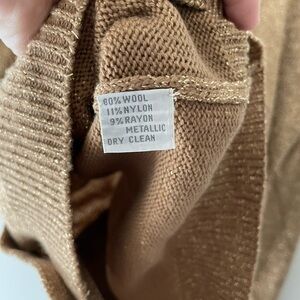 80% WOOL
11% NYLON
9% RAYON
METALLIC
DRY CLEAN